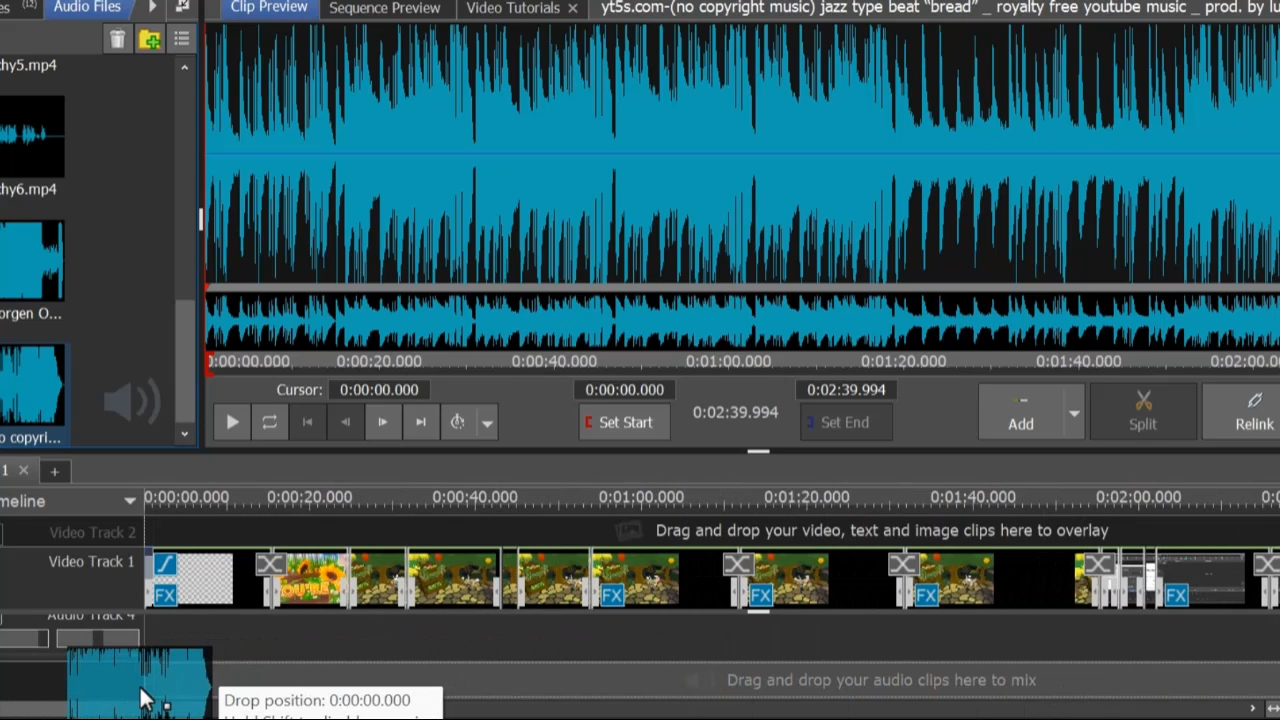 es (12) Audio Files
Clip Preview Sequence Preview Video Tutorials yt5s.com-(no copyright music) jazz type beat “bread” _ royalty free youtube music _ prod. by lu
hy5.mp4
hy6.mp4
orgen O...
o copyri...
0:00:00.000 0:00:20.000 0:00:40.000 0:01:00.000 0:01:20.000 0:01:40.000 0:02:00.0
Cursor: 0:00:00.000 0:00:00.000 0:02:39.994
Set Start 0:02:39.994 Set End Add Split Relink
1 +
meline 0:00:00.000 0:00:20.000 0:00:40.000 0:01:00.000 0:01:20.000 0:01:40.000 0:02:00.000 0:0
Video Track 2 Drag and drop your video, text and image clips here to overlay
Video Track 1
FX FX FX FX FX
Audio Track 4
Drag and drop your audio clips here to mix
Drop position: 0:00:00.000